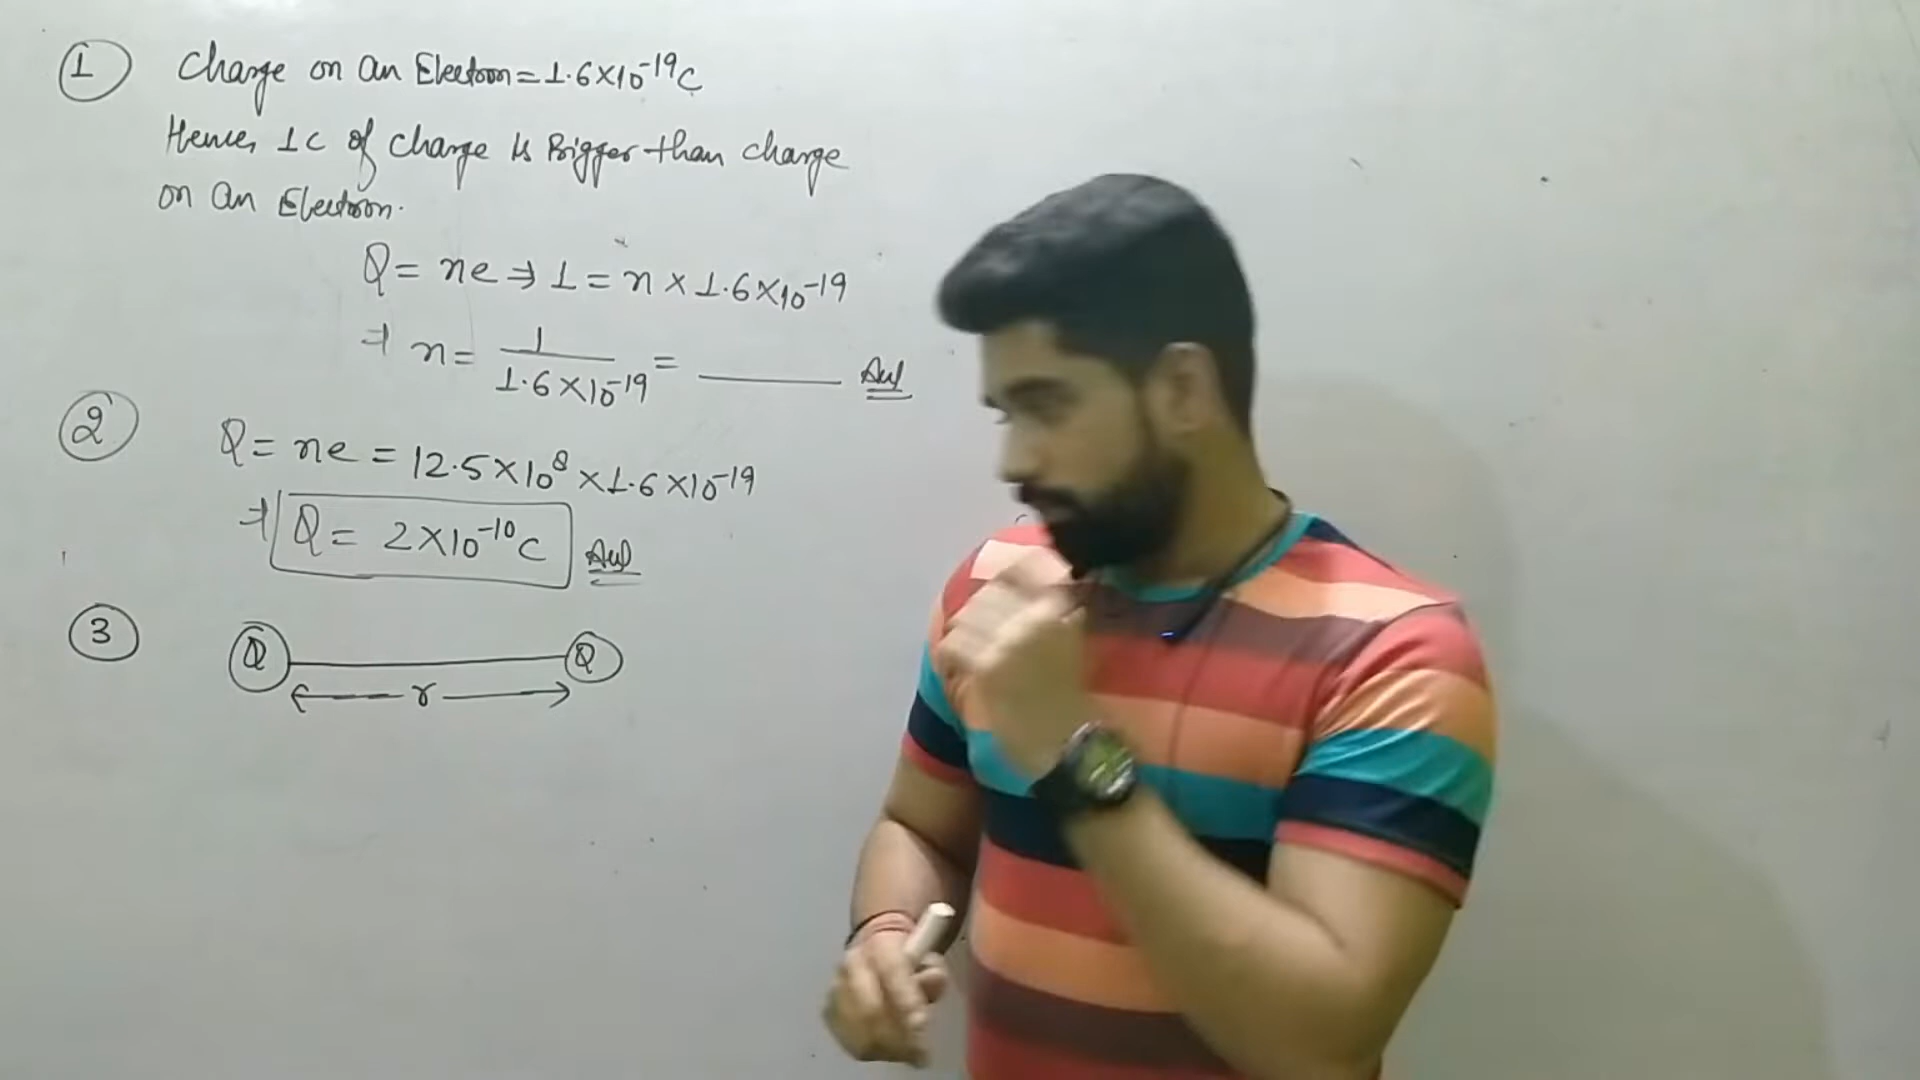 1 Charge on an Electron = 1.6×10⁻¹⁹C
Hence, 1C of charge is Bigger than charge
on an Electron.
Q = ne ⇒ 1 = n × 1.6×10⁻¹⁹
⇒ n = 1/1.6×10⁻¹⁹ = ______ Ans
2 Q = ne = 12.5×10⁸ × 1.6×10⁻¹⁹
⇒ Q = 2×10⁻¹⁰C Ans
3 Q Q
r